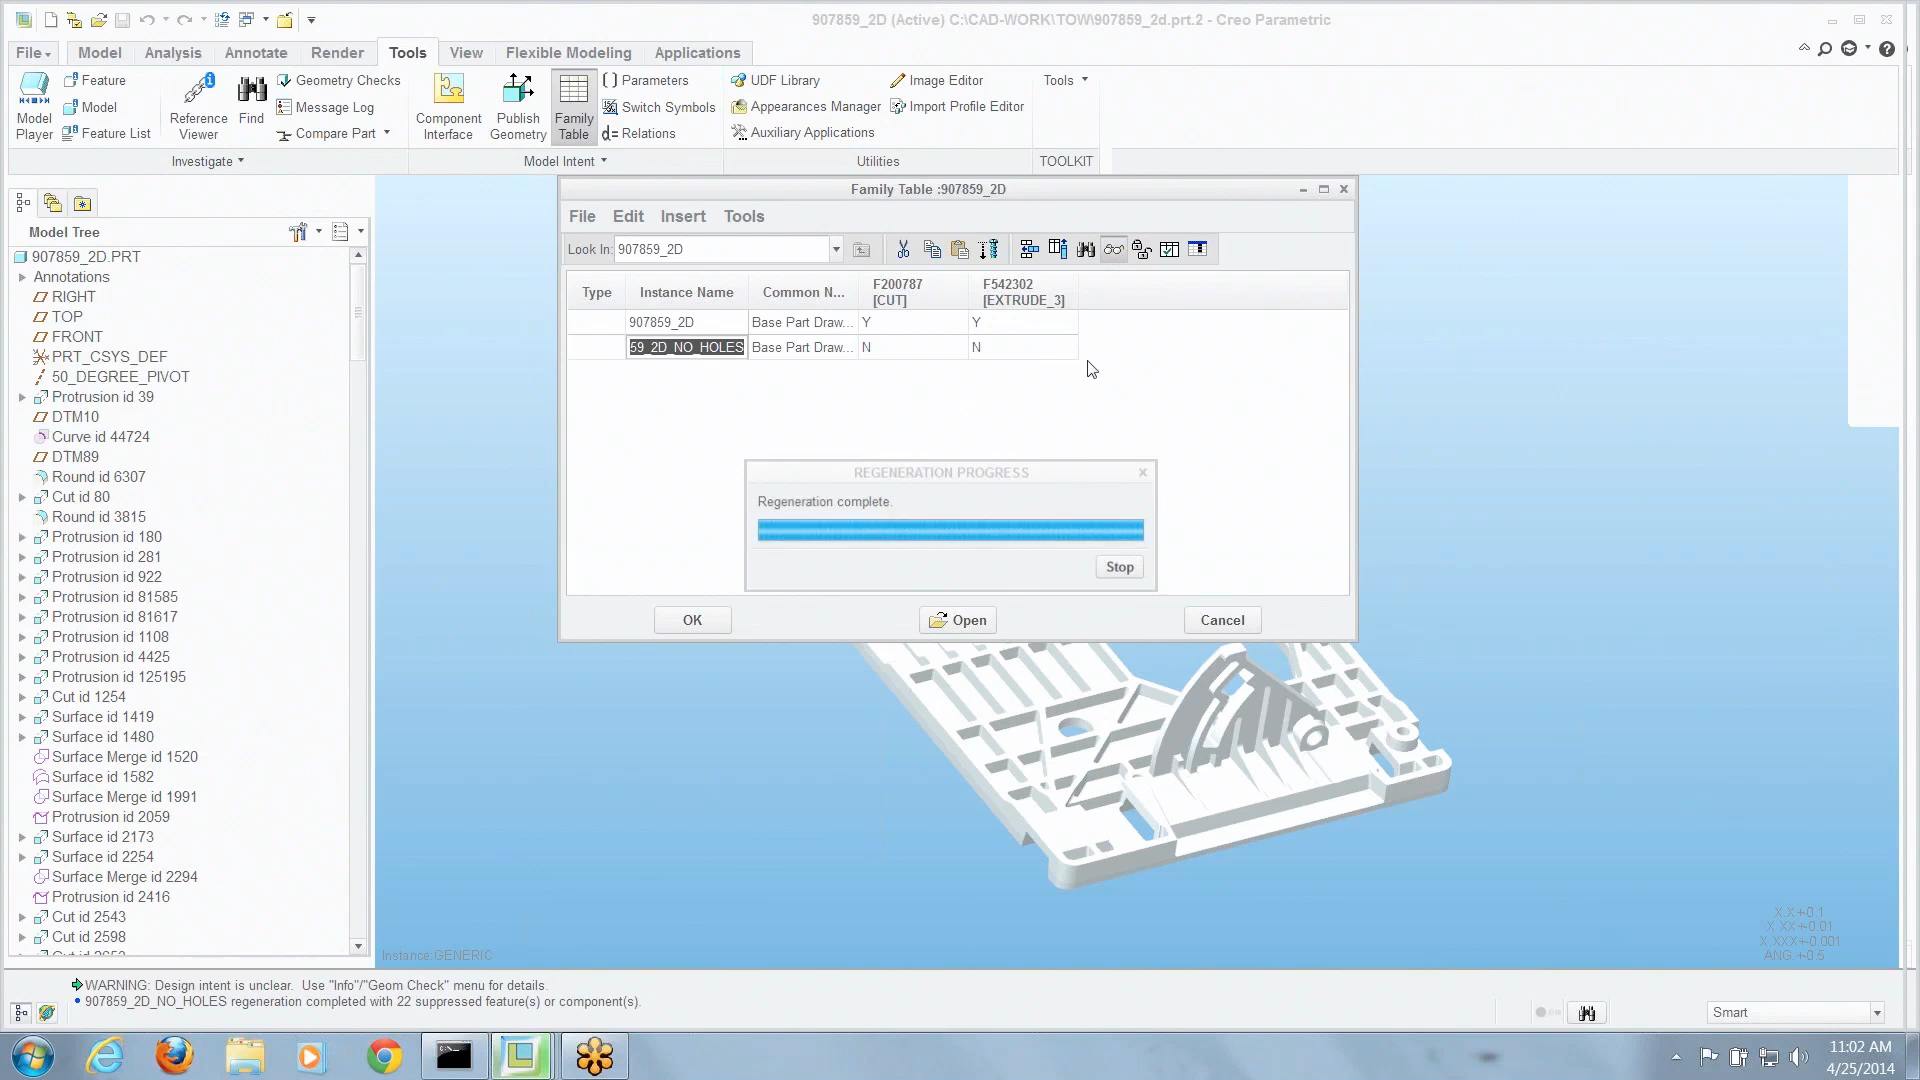 907859_2D (Active) C:\CAD-WORK\TOW\907859_2d.prt.2 - Creo Parametric
File
Model
Analysis
Annotate
Render
Tools
View
Flexible Modeling
Applications
Model Player
Feature
Model
Feature List
Reference Viewer
Find
Geometry Checks
Message Log
Compare Part
Component Interface
Publish Geometry
Family Table
Parameters
Switch Symbols
Relations
UDF Library
Appearances Manager
Auxiliary Applications
Image Editor
Import Profile Editor
Tools
Investigate
Model Intent
Utilities
TOOLKIT
Model Tree
907859_2D.PRT
Annotations
RIGHT
TOP
FRONT
PRT_CSYS_DEF
50_DEGREE_PIVOT
Protrusion id 39
DTM10
Curve id 44724
DTM89
Round id 6307
Cut id 80
Round id 3815
Protrusion id 180
Protrusion id 281
Protrusion id 922
Protrusion id 81585
Protrusion id 81617
Protrusion id 1108
Protrusion id 4425
Protrusion id 125195
Cut id 1254
Surface id 1419
Surface id 1480
Surface Merge id 1520
Surface id 1582
Surface Merge id 1991
Protrusion id 2059
Surface id 2173
Surface id 2254
Surface Merge id 2294
Protrusion id 2416
Cut id 2543
Cut id 2598
Family Table :907859_2D
File
Edit
Insert
Tools
Look In:
907859_2D
Type
Instance Name
Common N...
F200787
[CUT]
F542302
[EXTRUDE_3]
907859_2D
Base Part Draw...
Y
Y
59_2D_NO_HOLES
Base Part Draw...
N
N
REGENERATION PROGRESS
Regeneration complete.
Stop
OK
Open
Cancel
X.X +-0.1
X.XX +-0.01
X.XXX+-0.001
ANG.+-0.5
Instance:GENERIC
WARNING: Design intent is unclear. Use "Info"/"Geom Check" menu for details.
907859_2D_NO_HOLES regeneration completed with 22 suppressed feature(s) or component(s).
Smart
11:02 AM
4/25/2014